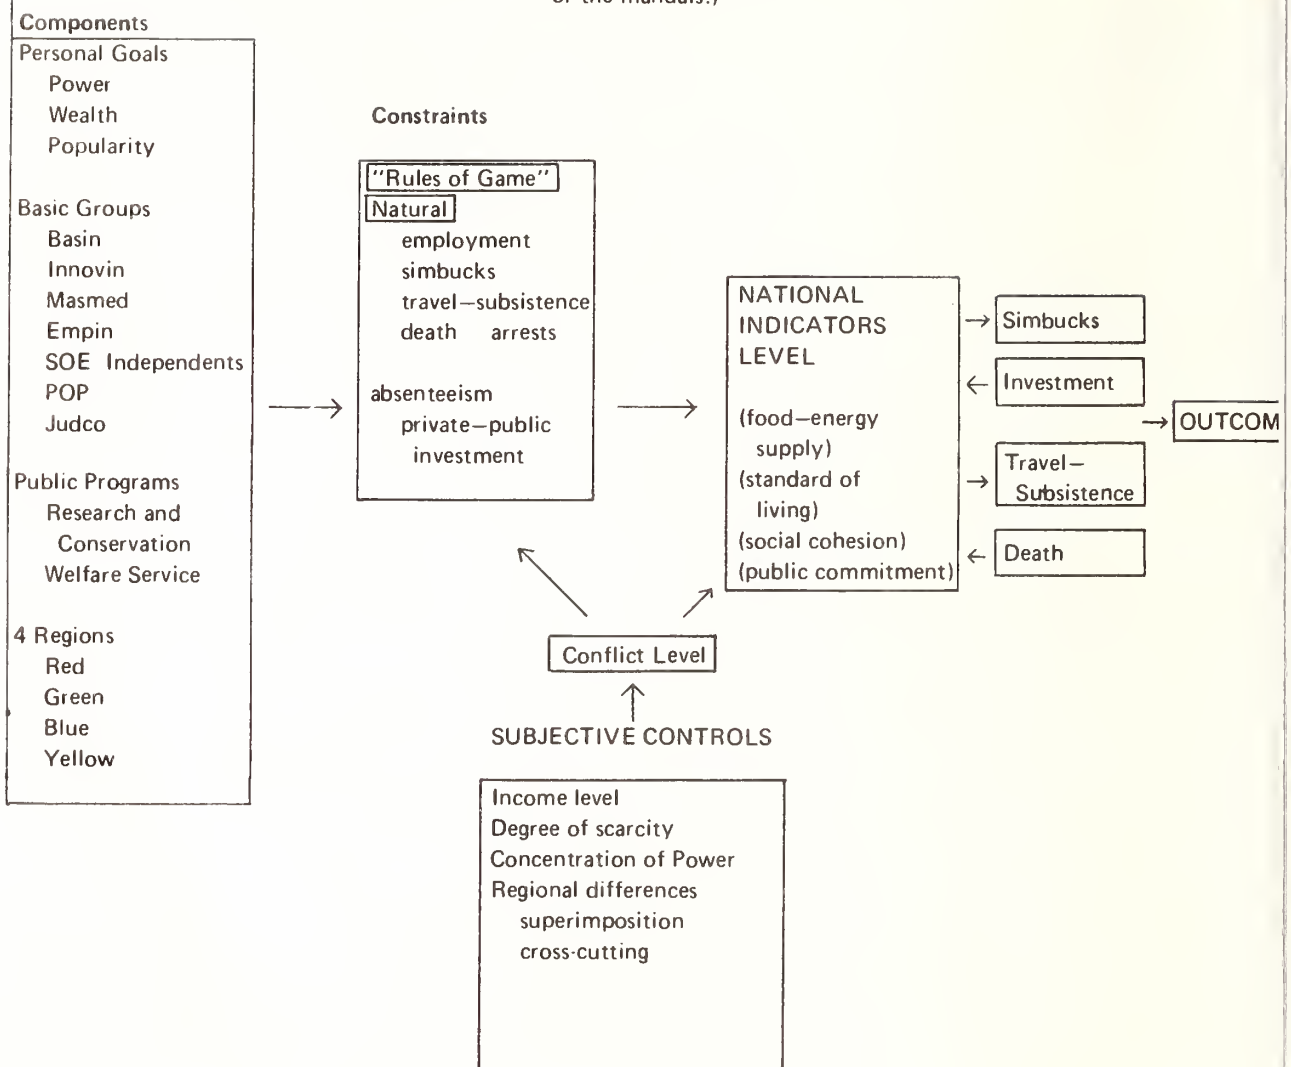 Components
Personal Goals
Power
Wealth
Popularity
Basic Groups
Basin
Innovin
Masmed
Empin
SOE Independents
POP
Judco
Public Programs
Research and
Conservation
Welfare Service
4 Regions
Red
Green
Blue
Yellow
Constraints
"Rules of Game"
Natural
employment
simbucks
travel—subsistence
death arrests
absenteeism
private—public
investment
NATIONAL
INDICATORS
LEVEL
(food—energy
supply)
(standard of
living)
(social cohesion)
(public commitment)
Simbucks
Investment
Travel—
Subsistence
Death
OUTCOM
Conflict Level
SUBJECTIVE CONTROLS
Income level
Degree of scarcity
Concentration of Power
Regional differences
superimposition
cross-cutting